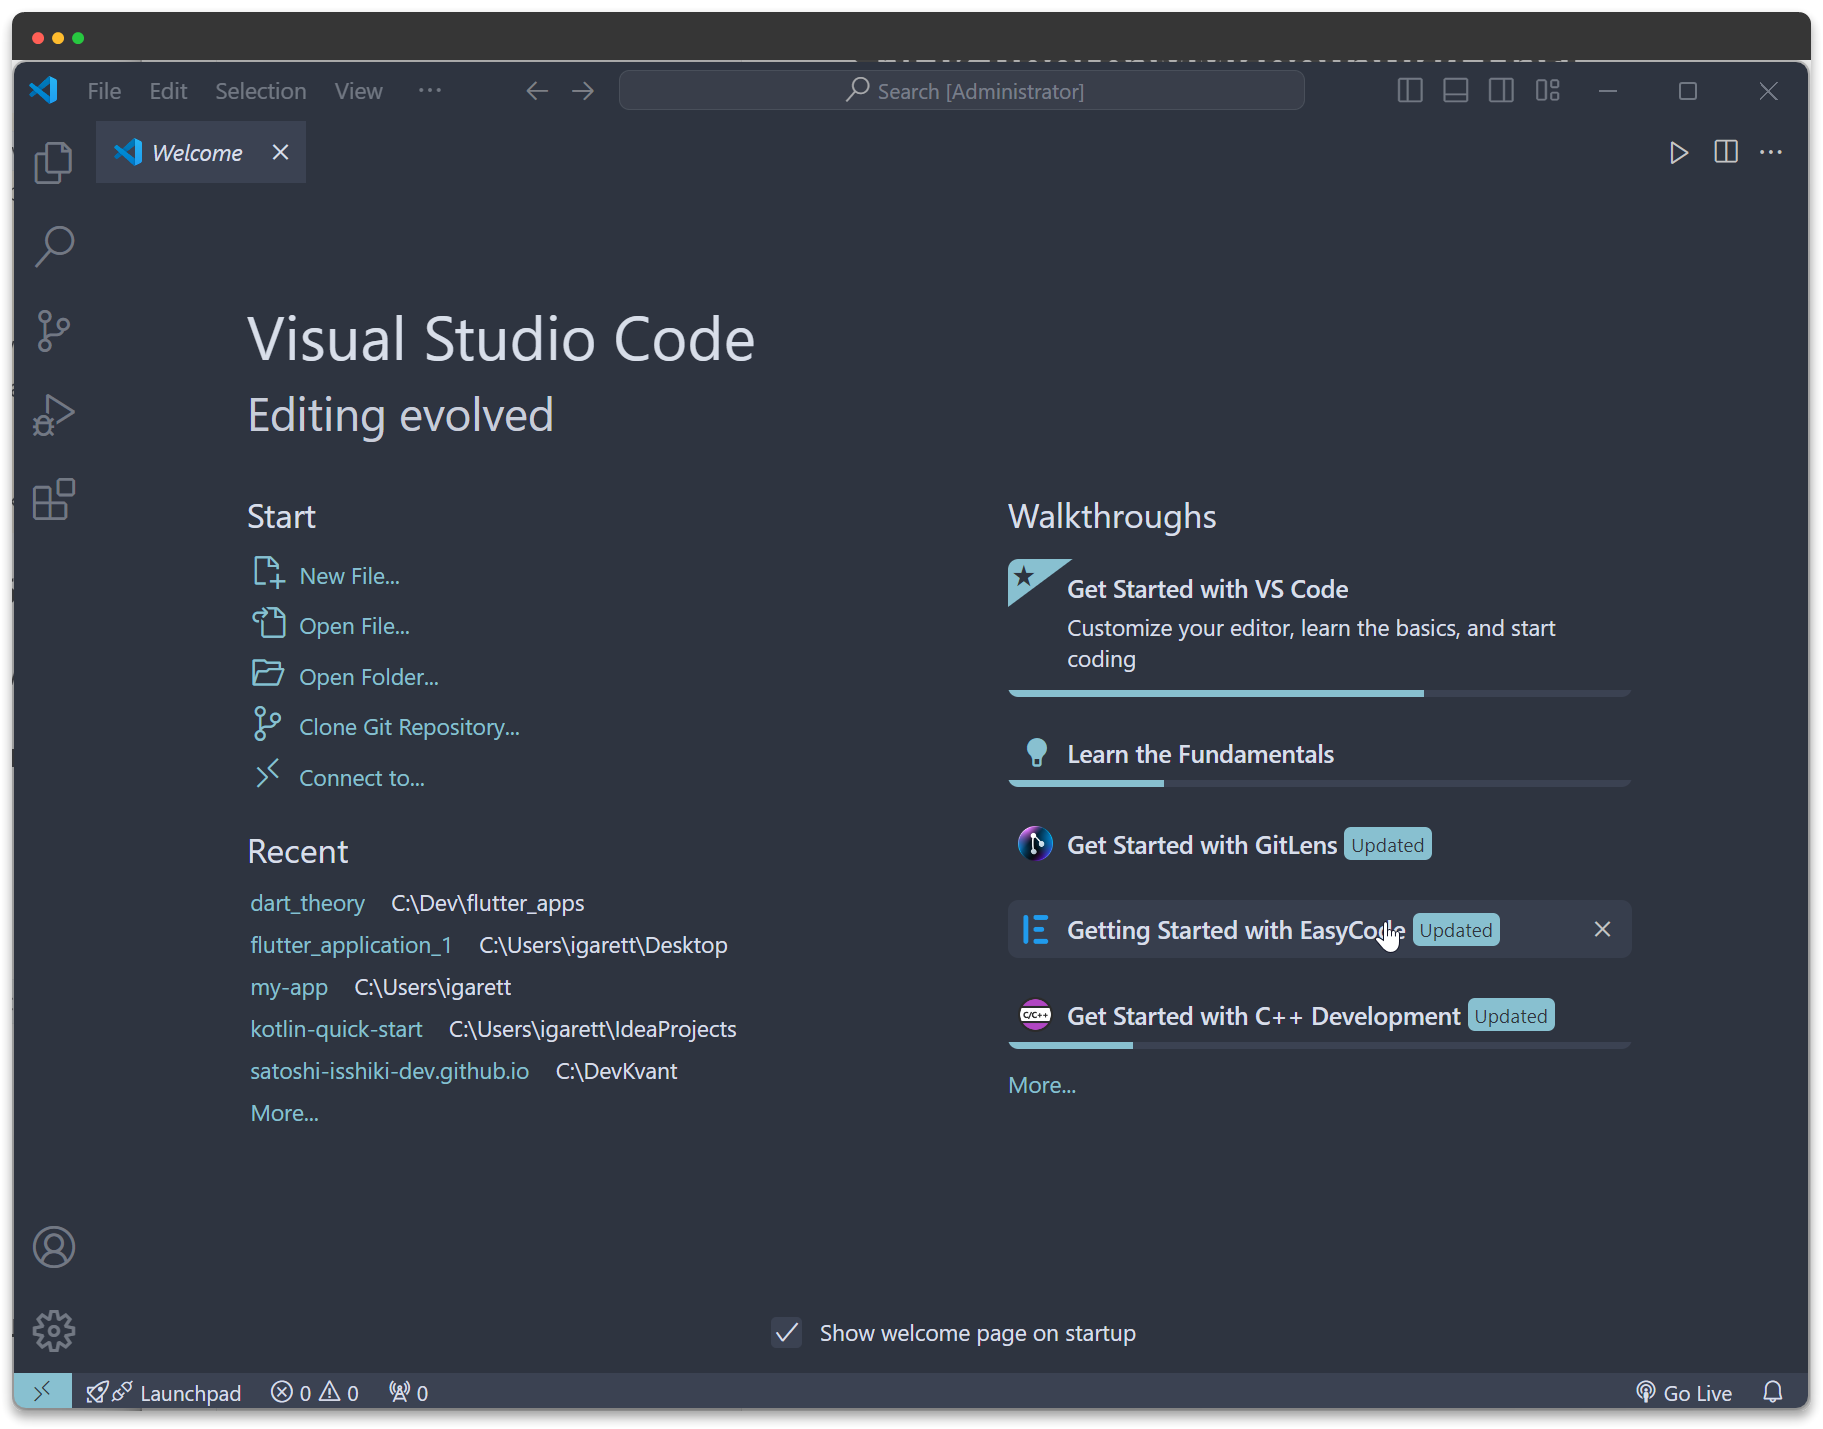 File Edit Selection View ··· Search [Administrator]
Welcome
Visual Studio Code
Editing evolved
Start
New File...
Open File...
Open Folder...
Clone Git Repository...
Connect to...
Recent
dart_theory C:\Dev\flutter_apps
flutter_application_1 C:\Users\igarett\Desktop
my-app C:\Users\igarett
kotlin-quick-start C:\Users\igarett\IdeaProjects
satoshi-isshiki-dev.github.io C:\DevKvant
More...
Walkthroughs
Get Started with VS Code
Customize your editor, learn the basics, and start
coding
Learn the Fundamentals
Get Started with GitLens Updated
Getting Started with EasyCode Updated
C/C++ Get Started with C++ Development Updated
More...
Show welcome page on startup
Launchpad 0 0 0 Go Live